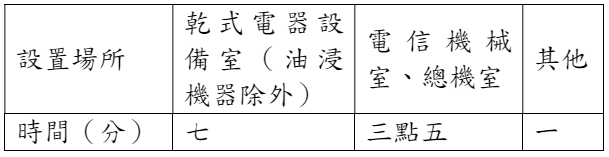 設置場所
乾式電器設
備室（油浸
機器除外）
電信機械
室、總機室
其他
時間（分）
七
三點五
一